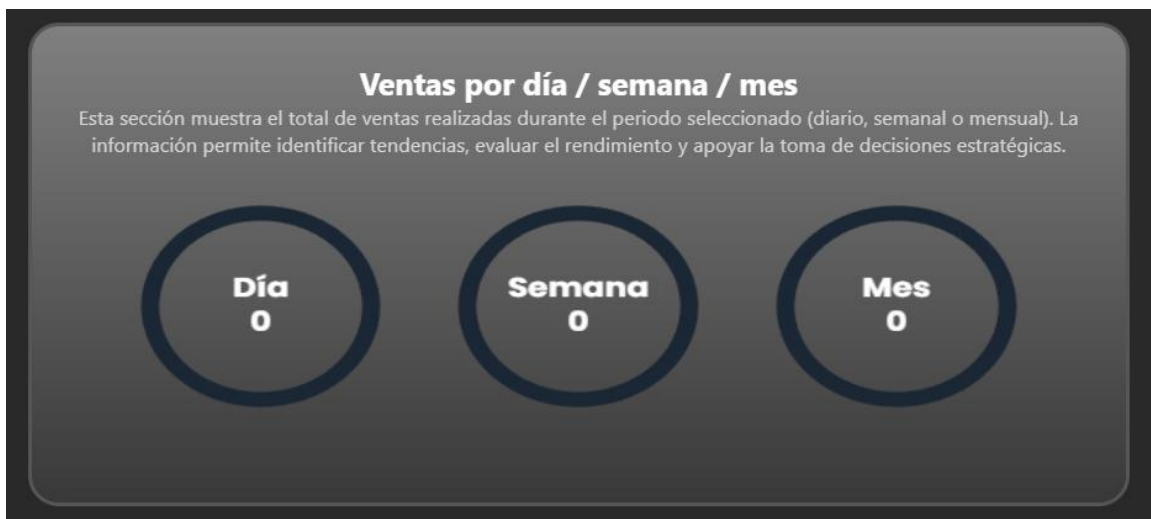 Ventas por día / semana / mes
Esta sección muestra el total de ventas realizadas durante el periodo seleccionado (diario, semanal o mensual). La
información permite identificar tendencias, evaluar el rendimiento y apoyar la toma de decisiones estratégicas.
Día
0
Semana
0
Mes
0